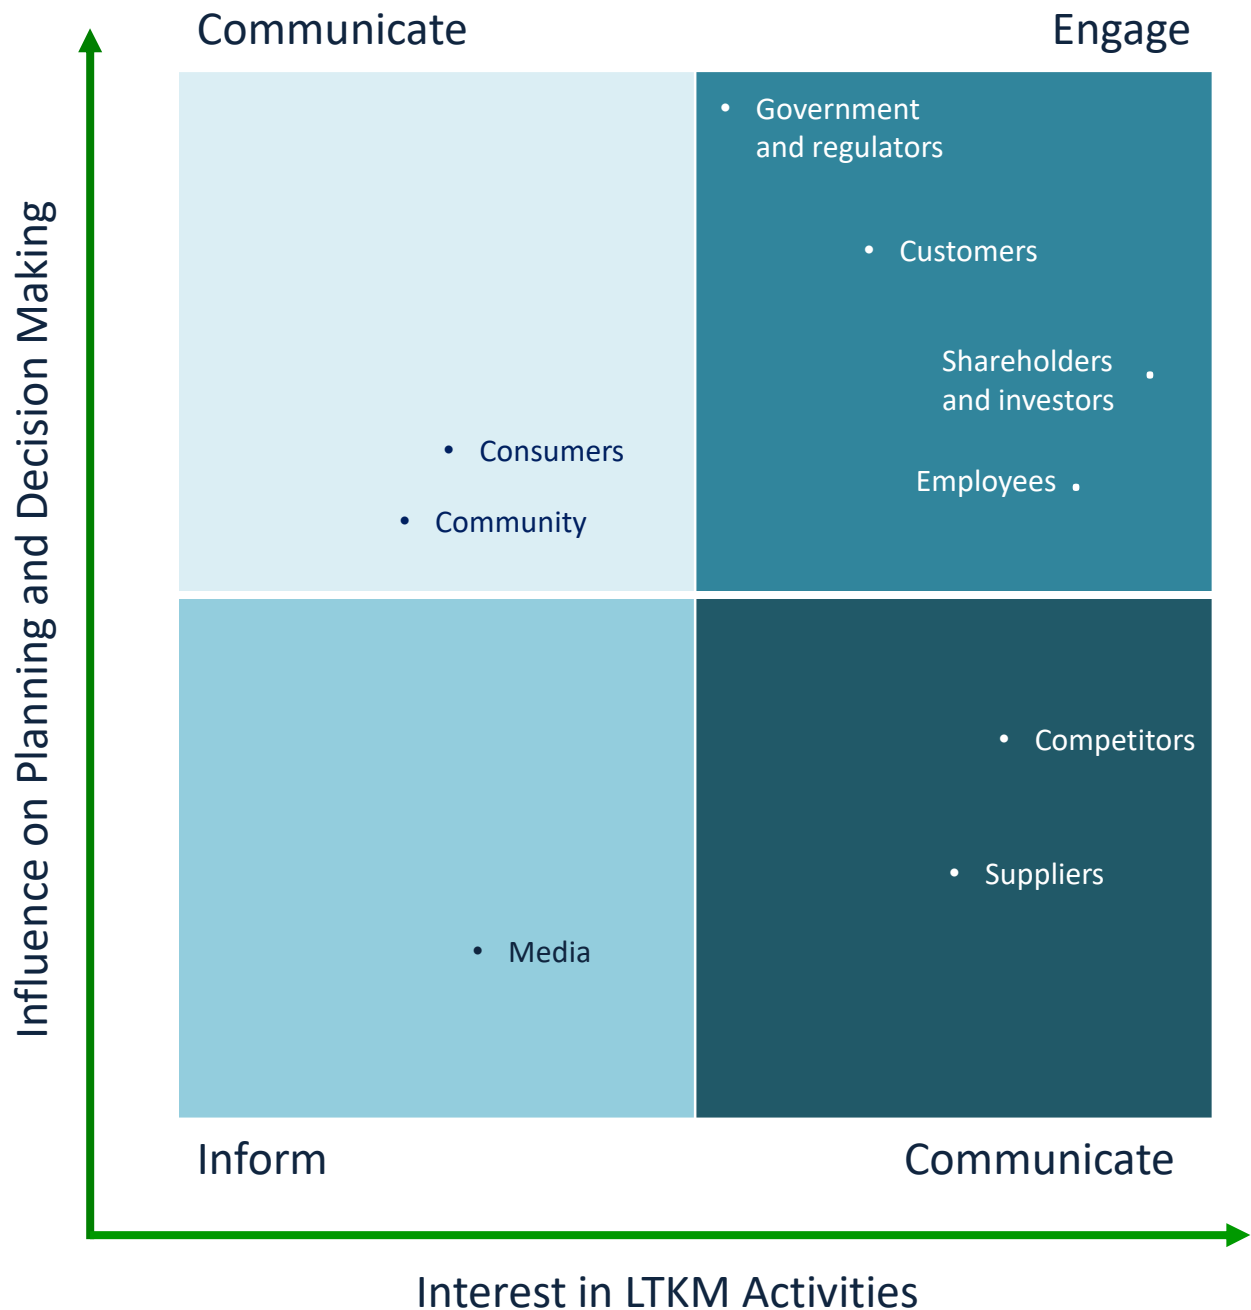 Communicate
Engage
• Government
and regulators
• Customers
Shareholders
and investors
Employees
• Consumers
• Community
• Competitors
• Suppliers
• Media
Inform
Communicate
Influence on Planning and Decision Making
Interest in LTKM Activities